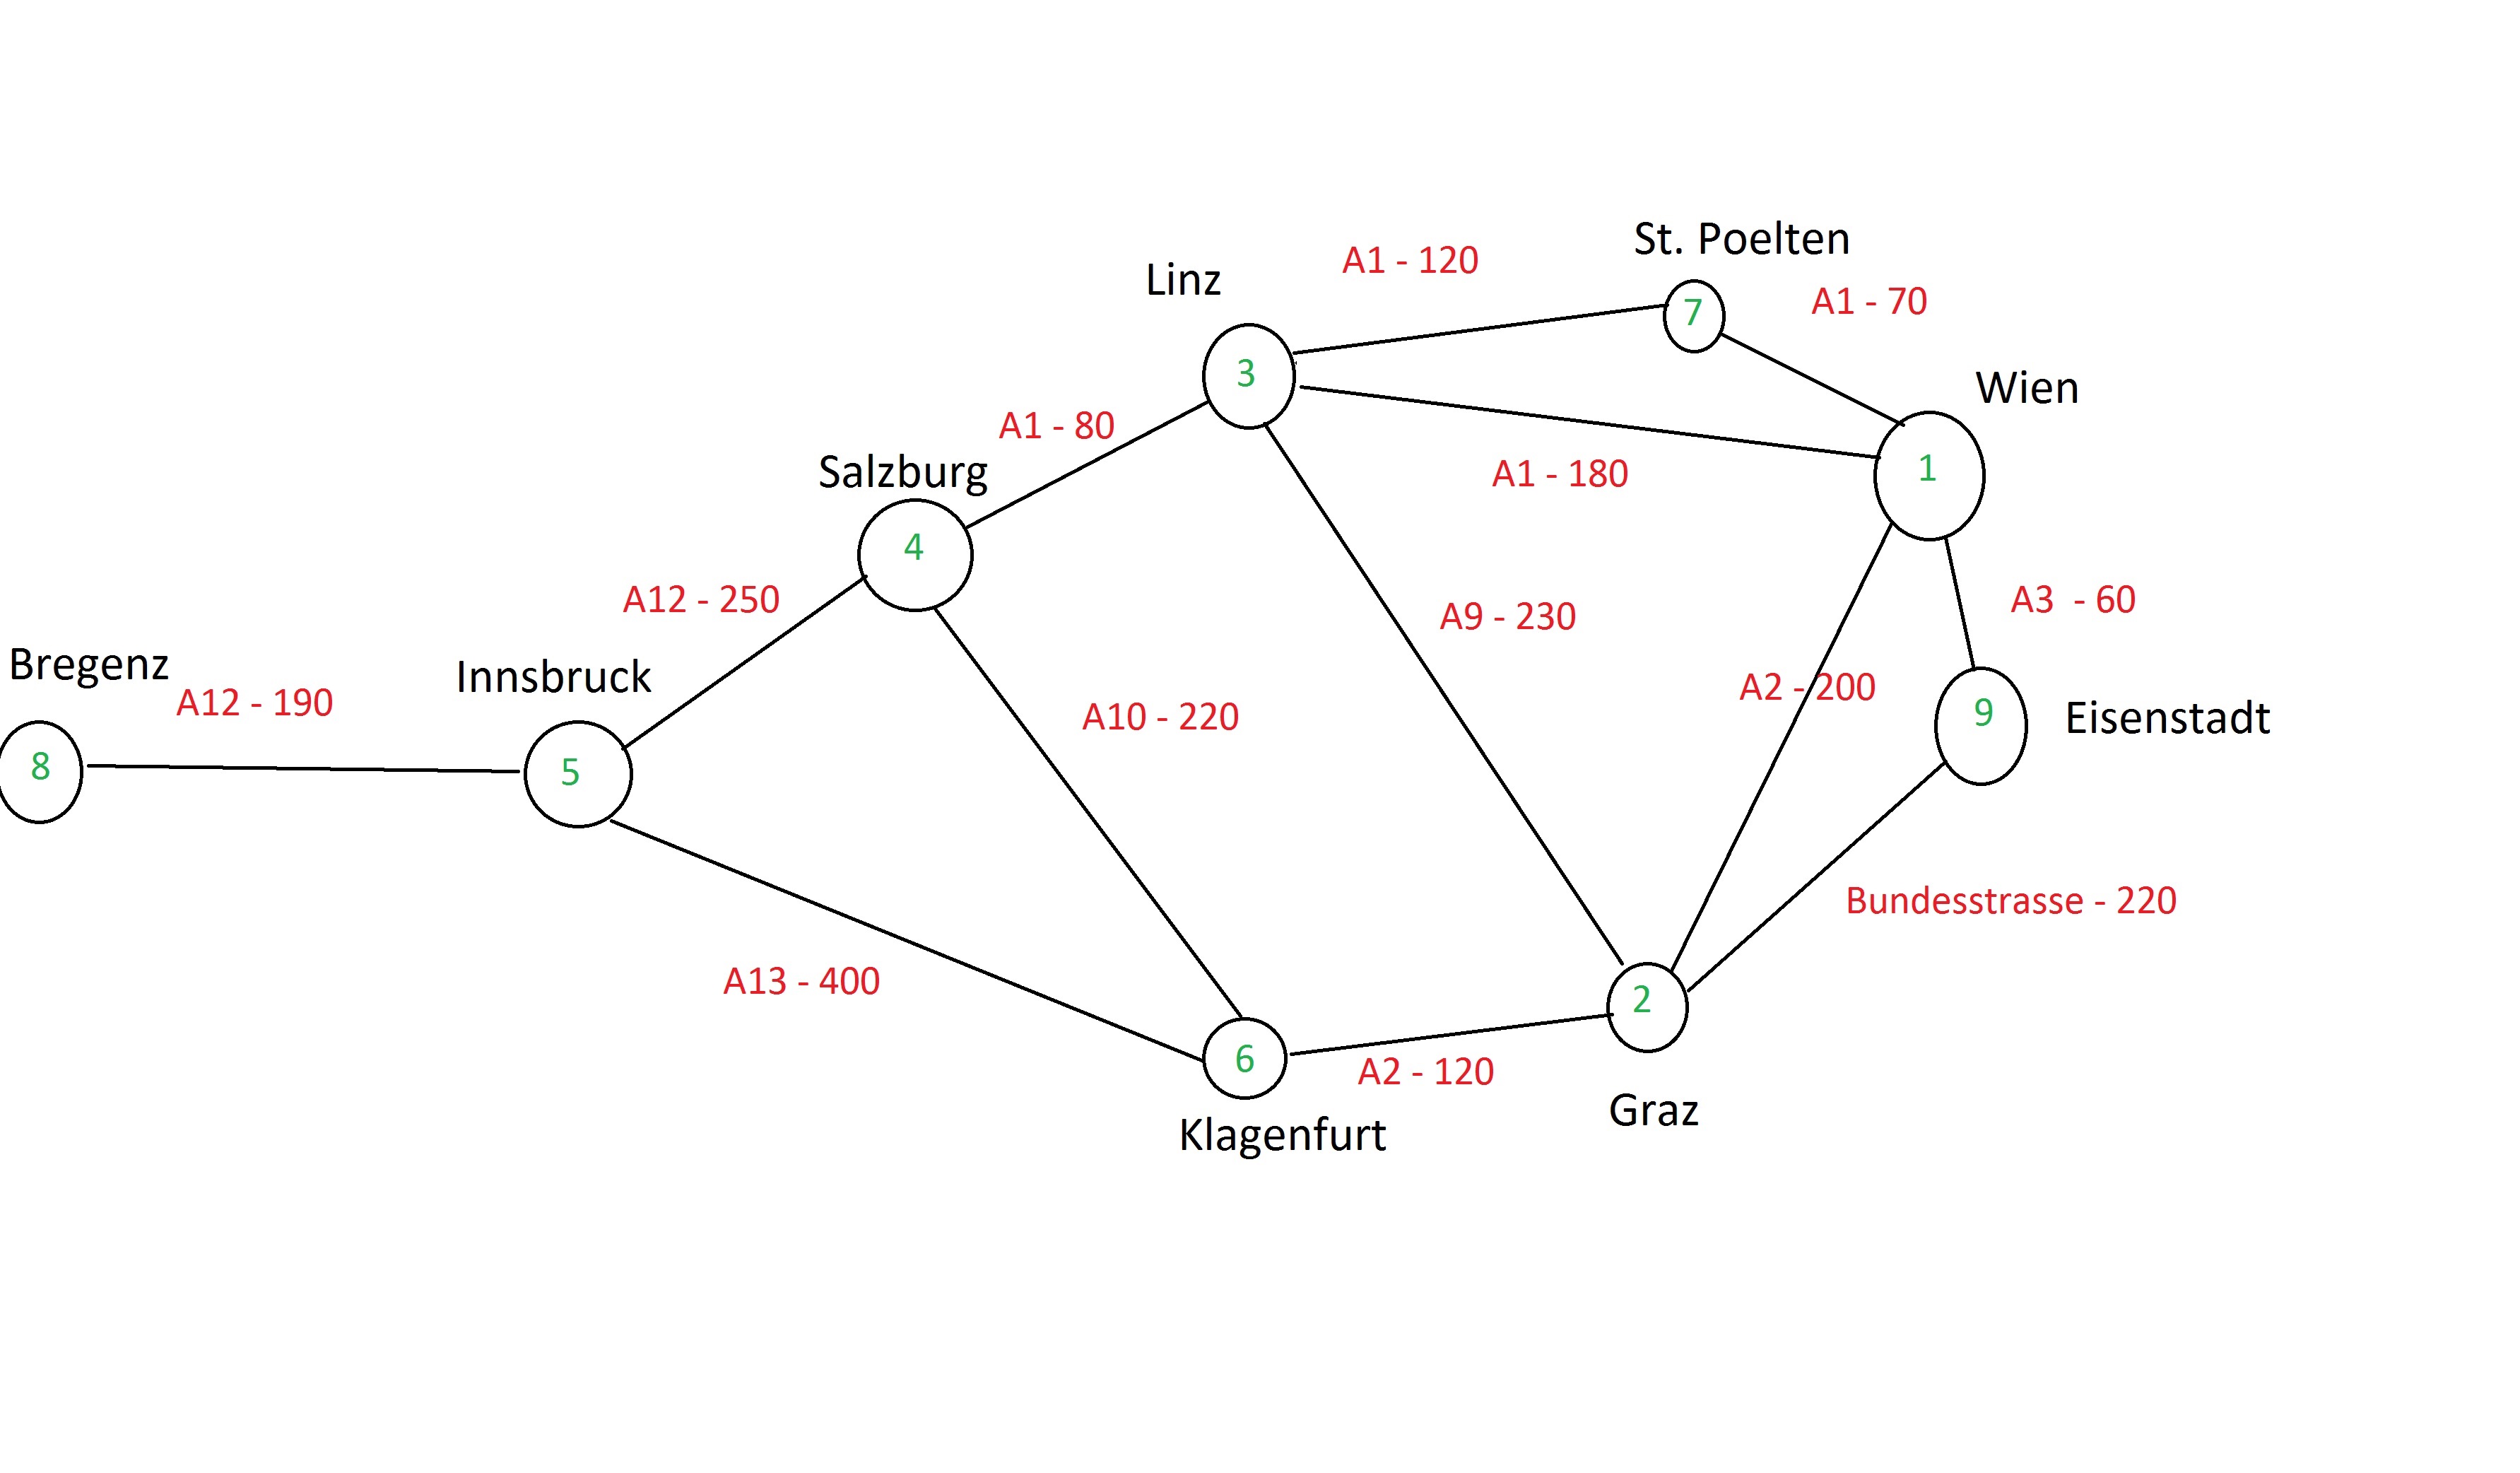 St. Poelten
A1 - 120
Linz
A1 - 70
7
3
Wien
A1 - 80
Salzburg
A1 - 180
1
4
A12 - 250
A9 - 230
A3  - 60
Bregenz
Innsbruck
A12 - 190
A10 - 220
A2 - 200
9
Eisenstadt
8
5
Bundesstrasse - 220
A13 - 400
2
6
A2 - 120
Graz
Klagenfurt